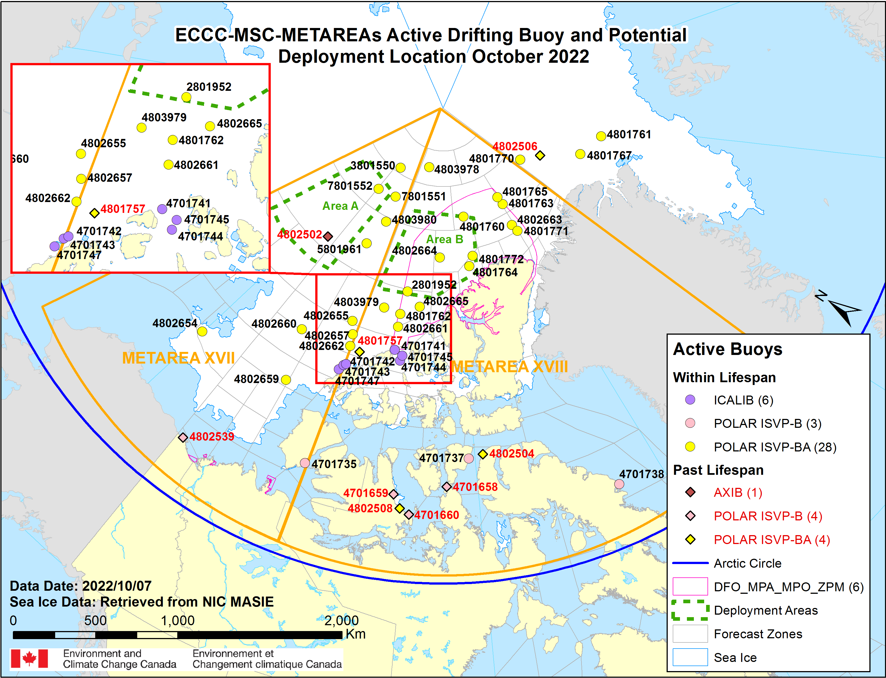 ECCC-MSC-METAREAs Active Drifting Buoy and Potential
Deployment Location October 2022
2801952
4803979
4802665
4802655
4801762
660
4802661
4802657
4802662
4801757
4701741
4701745
4701742
4701744
4701743
4701747
4802506
4801761
4801770
4801767
3801550
4803978
7801552
7801551
4801765
4801763
Area A
4803980
4802663
4801760
4801771
4802502
Area B
5801961
4802664
4801772
4801764
2801952
4803979
4802665
4802655
4801762
4802654
4802660
4802661
4802657
4801757
4802662
4701741
4701742
4701745
4701743
4701744
4701747
METAREA XVII
METAREA XVIII
4802659
4802539
4701735
4701737
4802504
4701738
4701659
4701658
4802508
4701660
N
Active Buoys
Within Lifespan
ICALIB (6)
POLAR ISVP-B (3)
POLAR ISVP-BA (28)
Past Lifespan
AXIB (1)
POLAR ISVP-B (4)
POLAR ISVP-BA (4)
Arctic Circle
DFO_MPA_MPO_ZPM (6)
Deployment Areas
Forecast Zones
Sea Ice
Data Date: 2022/10/07
Sea Ice Data: Retrieved from NIC MASIE
0 500 1,000 2,000
Km
Environment and Environnement et
Climate Change Canada Changement climatique Canada